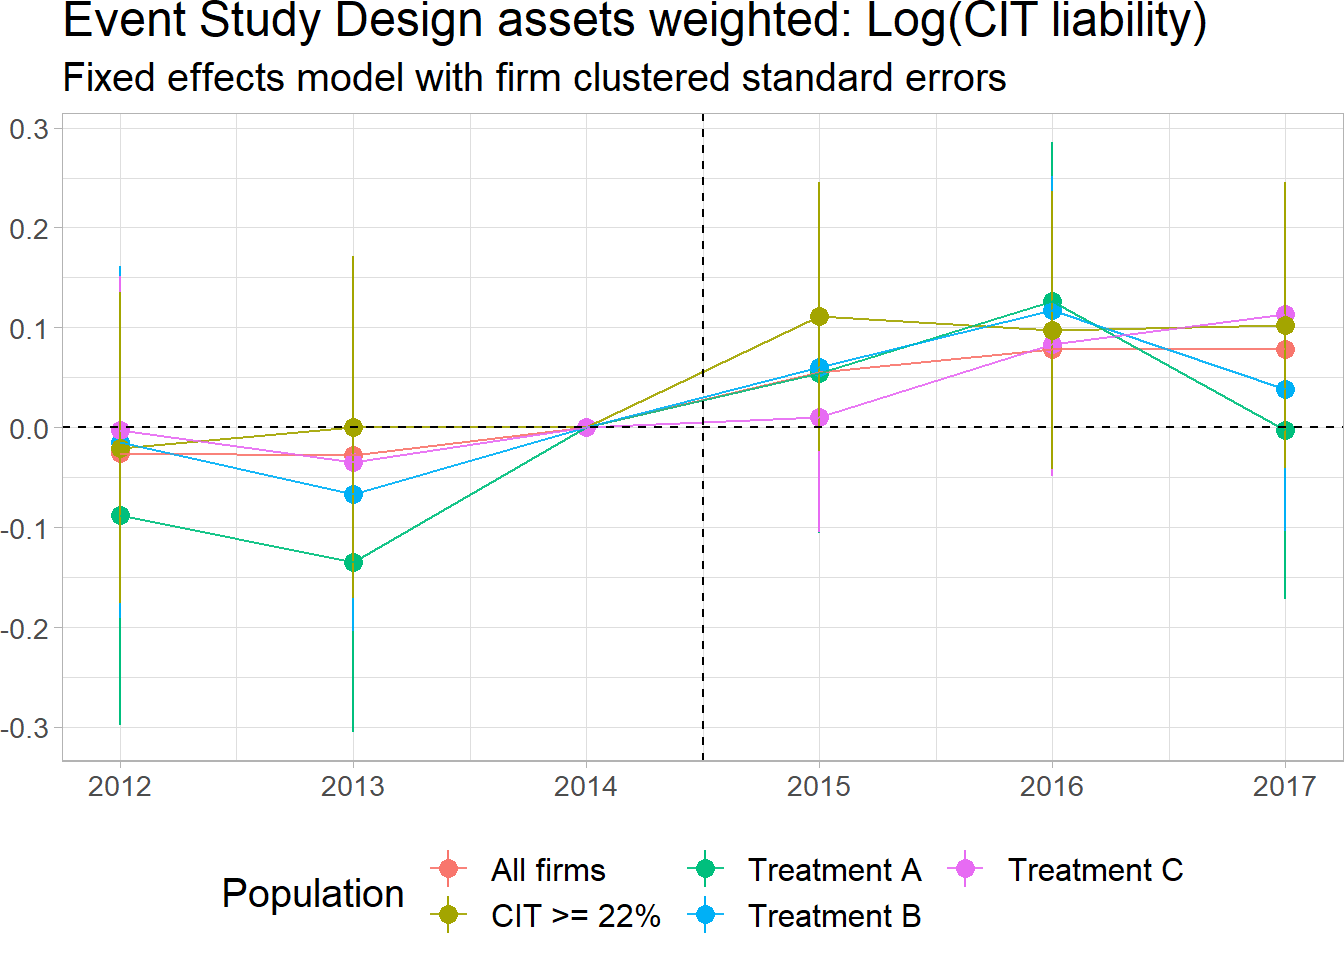 Event Study Design assets weighted: Log(CIT liability)
Fixed effects model with firm clustered standard errors
0.3
0.2
0.1
0.0
-0.1
-0.2
-0.3
2012 2013 2014 2015 2016 2017
Population
All firms Treatment A Treatment C
CIT >= 22% Treatment B